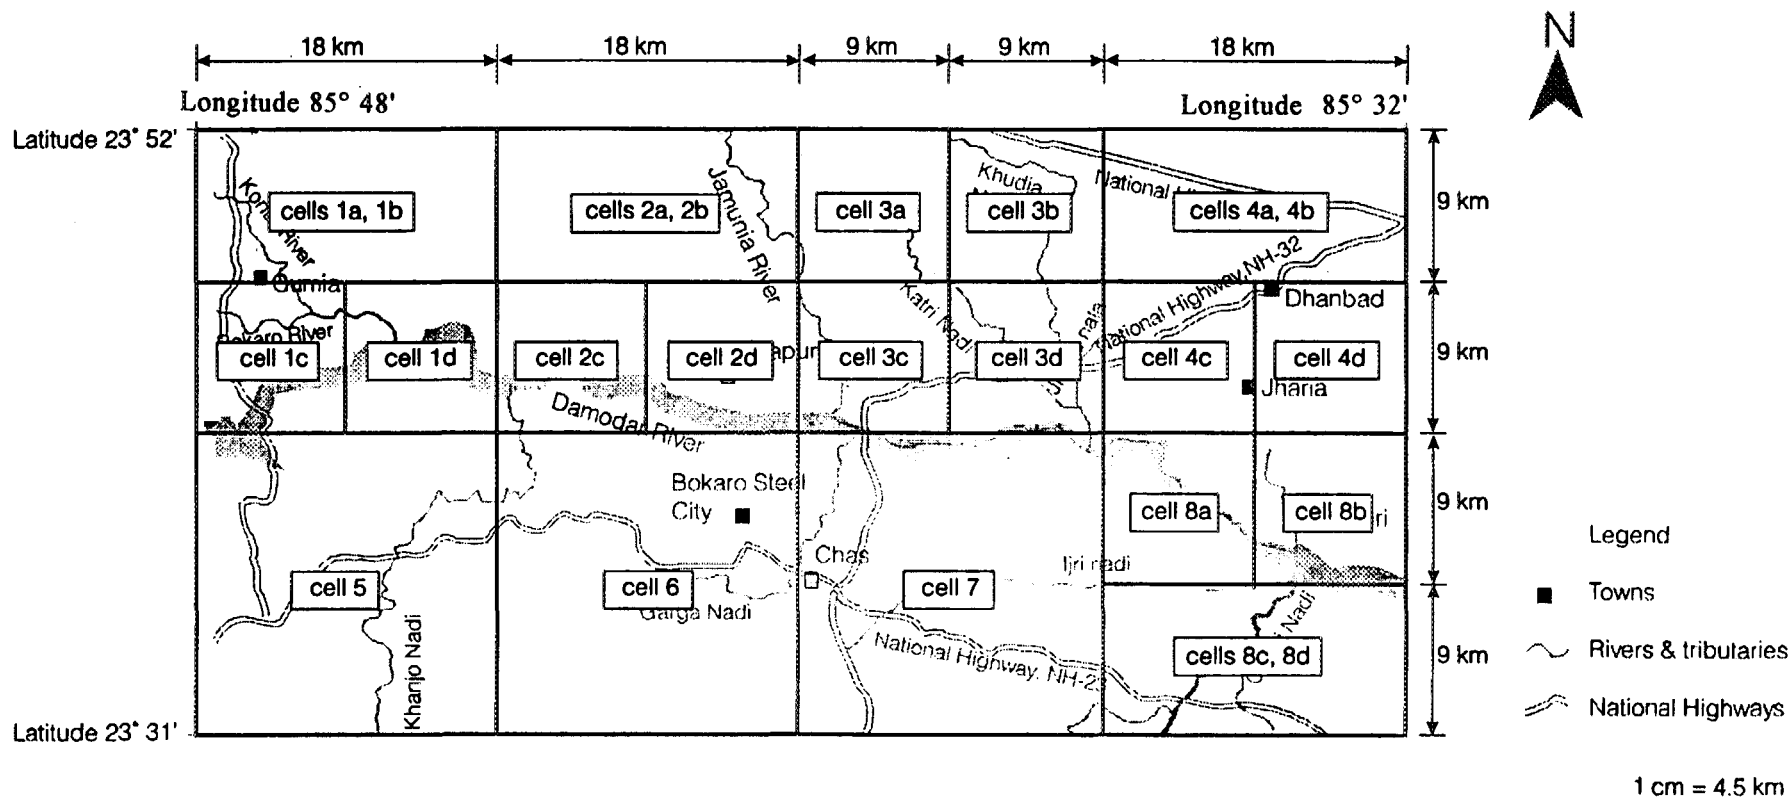 N
18 km
18 km
9 km
9 km
18 km
Longitude 85° 48'
Longitude 85° 32'
Latitude 23° 52'
Khudia
National
Jamunia River
River
cells 1a, 1b
cells 2a, 2b
cell 3a
cell 3b
cells 4a, 4b
9 km
National Highway, NH-32
Katri Nadi
Dhanbad
River
cell 1c
cell 1d
cell 2c
cell 2d
cell 3c
cell 3d
cell 4c
cell 4d
9 km
Jharia
Damodar River
Bokaro Steel
City
cell 8a
cell 8b
ri
9 km
Chas
Ijri nadi
cell 5
cell 6
cell 7
Garga Nadi
Khanjo Nadi
National Highway, NH-2
Nadi
cells 8c, 8d
9 km
Latitude 23° 31'
Legend
Towns
Rivers & tributaries
National Highways
1 cm = 4.5 km